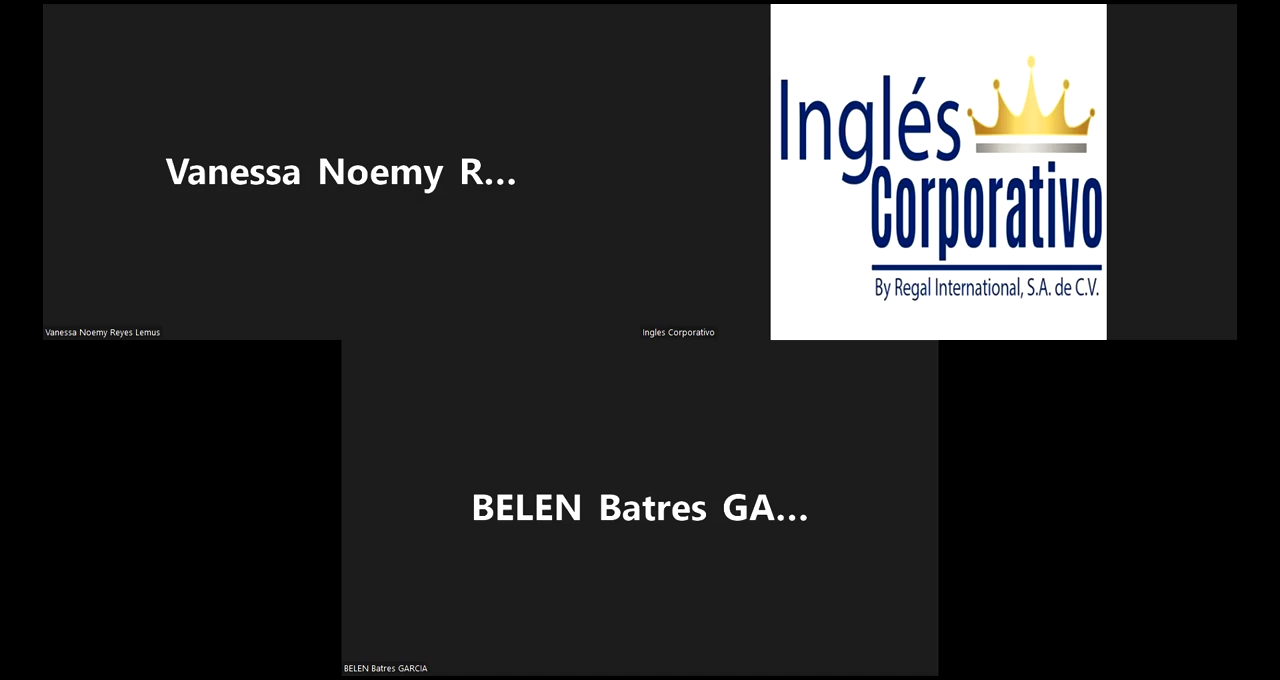 Vanessa Noemy R...
Vanessa Noemy Reyes Lemus
Inglés
Corporativo
By Regal International, S.A. de C.V.
Ingles Corporativo
BELEN Batres GA...
BELEN Batres GARCIA